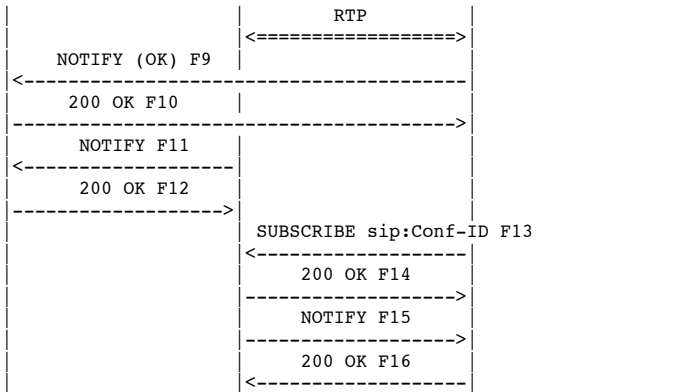 RTP
<==================>
NOTIFY (OK) F9
<----------------------------------------
200 OK F10
---------------------------------------->
NOTIFY F11
<-------------------
200 OK F12
------------------->
SUBSCRIBE sip:Conf-ID F13
<-------------------
200 OK F14
------------------->
NOTIFY F15
------------------->
200 OK F16
<-------------------